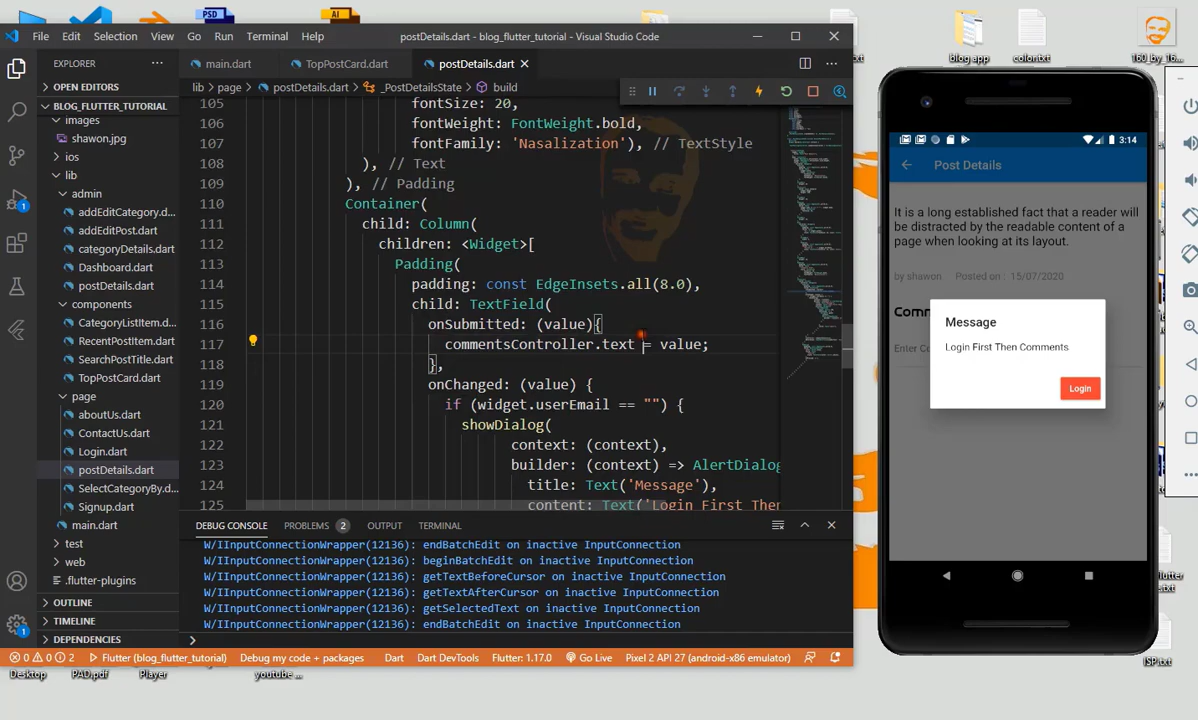 File Edit Selection View Go Run Terminal Help
postDetails.dart - blog_flutter_tutorial - Visual Studio Code
EXPLORER
OPEN EDITORS
BLOG_FLUTTER_TUTORIAL
images
shawon.jpg
ios
lib
admin
addEditCategory.d...
addEditPost.dart
categoryDetails.dart
Dashboard.dart
postDetails.dart
components
CategoryListItem.d...
RecentPostItem.dart
SearchPostTitle.dart
TopPostCard.dart
page
aboutUs.dart
ContactUs.dart
Login.dart
postDetails.dart
SelectCategoryBy.d...
Signup.dart
main.dart
test
web
.flutter-plugins
OUTLINE
TIMELINE
DEPENDENCIES
main.dart TopPostCard.dart postDetails.dart
lib > page > postDetails.dart > _PostDetailsState > build
105 fontSize: 20,
106 fontWeight: FontWeight.bold,
107 fontFamily: 'Nasalization'), // TextStyle
108 ), // Text
109 ), // Padding
110 Container(
111 child: Column(
112 children: <Widget>[
113 Padding(
114 padding: const EdgeInsets.all(8.0),
115 child: TextField(
116 onSubmitted: (value){
117 commentsController.text = value;
118 },
119 onChanged: (value) {
120 if (widget.userEmail == "") {
121 showDialog(
122 context: (context),
123 builder: (context) => AlertDialog
124 title: Text('Message'),
125 content: Text('Login First Then
DEBUG CONSOLE PROBLEMS 2 OUTPUT TERMINAL
W/IInputConnectionWrapper(12136): endBatchEdit on inactive InputConnection
W/IInputConnectionWrapper(12136): beginBatchEdit on inactive InputConnection
W/IInputConnectionWrapper(12136): getTextBeforeCursor on inactive InputConnection
W/IInputConnectionWrapper(12136): getTextAfterCursor on inactive InputConnection
W/IInputConnectionWrapper(12136): getSelectedText on inactive InputConnection
W/IInputConnectionWrapper(12136): endBatchEdit on inactive InputConnection
0 0 2 Flutter (blog_flutter_tutorial) Debug my code + packages Dart Dart DevTools Flutter: 1.17.0 Go Live Pixel 2 API 27 (android-x86 emulator)
Desktop
PAD.pdf
Player
youtube ...
blog app
color.txt
160_by_16...
ISP.txt
3:14
Post Details
It is a long established fact that a reader will
be distracted by the readable content of a
page when looking at its layout.
by shawon Posted on : 15/07/2020
Message
Login First Then Comments
Login